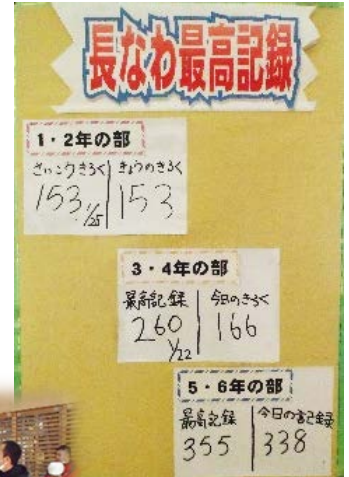 長なわ最高記録
1・2年の部
さいこうきろく きょうのきろく
153 1/25 153
3・4年の部
最高記録 今日のきろく
260 166
1/22
5・6年の部
最高記録 今日の記録
355 338